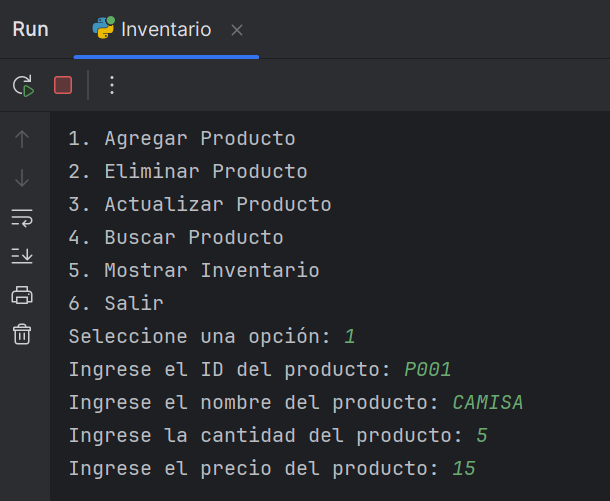 Run
Inventario
1. Agregar Producto
2. Eliminar Producto
3. Actualizar Producto
4. Buscar Producto
5. Mostrar Inventario
6. Salir
Seleccione una opción: 1
Ingrese el ID del producto: P001
Ingrese el nombre del producto: CAMISA
Ingrese la cantidad del producto: 5
Ingrese el precio del producto: 15